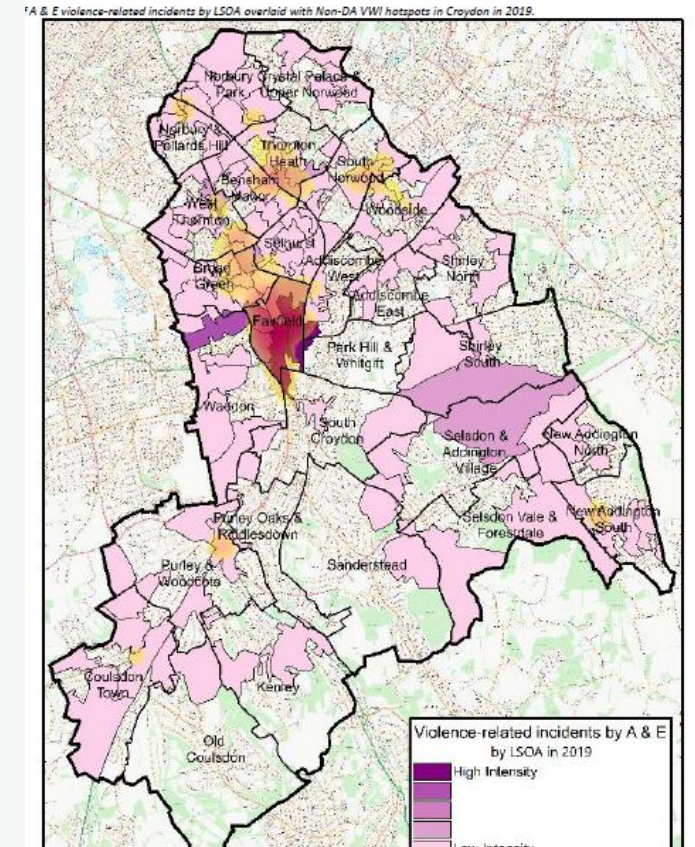 A & E violence-related incidents by LSOA overlaid with Non-DA VWI hotspots in Croydon in 2019.
Norbury Park
Crystal Palace & Upper Norwood
Norbury & Pollards Hill
Thornton Heath
South Norwood
Bensham Manor
West Thornton
Woodside
Selhurst
Addiscombe West
Shirley North
Broad Green
Addiscombe East
Fairfield
Park Hill & Whitgift
Shirley South
Waddon
South Croydon
Selsdon & Addington Village
New Addington North
Purley Oaks & Riddlesdown
Selsdon Vale & Forestdale
New Addington South
Purley & Woodcote
Sanderstead
Coulsdon Town
Kenley
Old Coulsdon
Violence-related incidents by A & E
by LSOA in 2019
High Intensity
Low Intensity